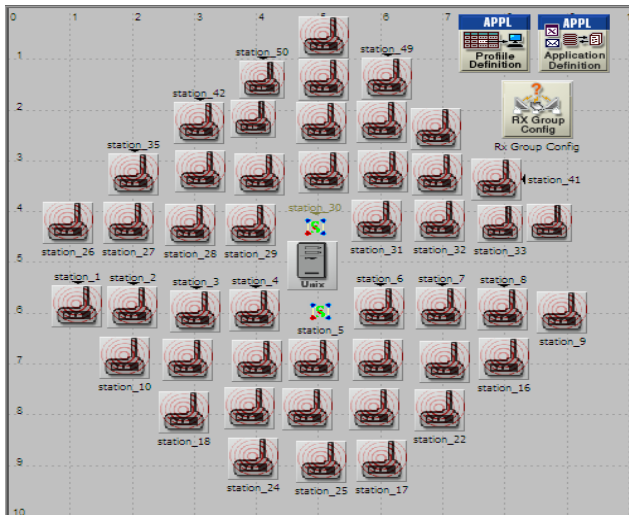 0 1 2 3 4 5 6 7 8
APPL APPL
Profile Definition Application Definition
station_50 station_49
.1
RX Group Config
station_42
2
Rx Group Config
station_35
.3
station_41
station_30
.4
station_26 station_27 station_28 station_29 station_31 station_32 station_33
.5
Unix
station_1 station_2 station_3 station_4 station_6 station_7 station_8
.6
station_5 station_9
.7
station_10 station_16
.8
station_18 station_22
.9
station_24 station_25 station_17
10